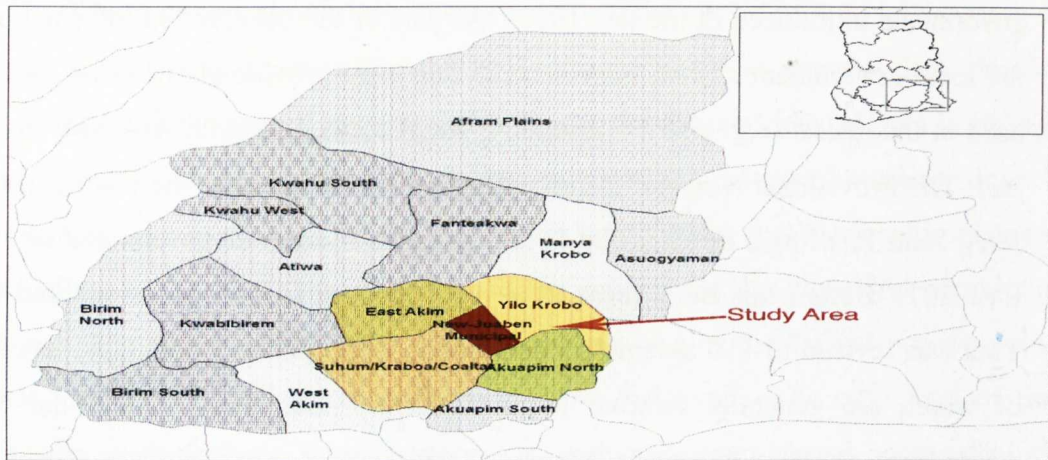 Afram Plains
Kwahu South
Kwahu West
Fanteakwa
Manya
Krobo
Asuogyaman
Atiwa
Birim
North
Kwabibirem
East Akim
Yilo Krobo
New-Juaben
Municipal
Study Area
Suhum/Kraboa/Coaltar
Akuapim North
Birim South
West
Akim
Akuapim South